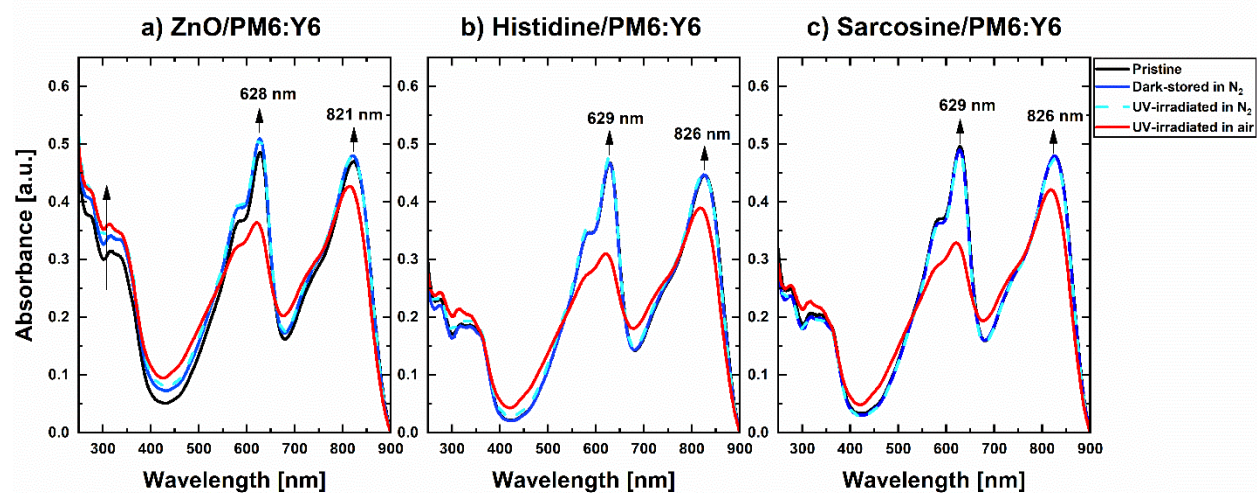 a) ZnO/PM6:Y6
b) Histidine/PM6:Y6
c) Sarcosine/PM6:Y6
Absorbance [a.u.]
0.6
0.5
0.4
0.3
0.2
0.1
0.0
628 nm
821 nm
300 400 500 600 700 800 900
Wavelength [nm]
0.6
0.5
0.4
0.3
0.2
0.1
0.0
629 nm
826 nm
300 400 500 600 700 800 900
Wavelength [nm]
0.6
0.5
0.4
0.3
0.2
0.1
0.0
629 nm
826 nm
300 400 500 600 700 800 900
Wavelength [nm]
Pristine
Dark-stored in N₂
UV-irradiated in N₂
UV-irradiated in air